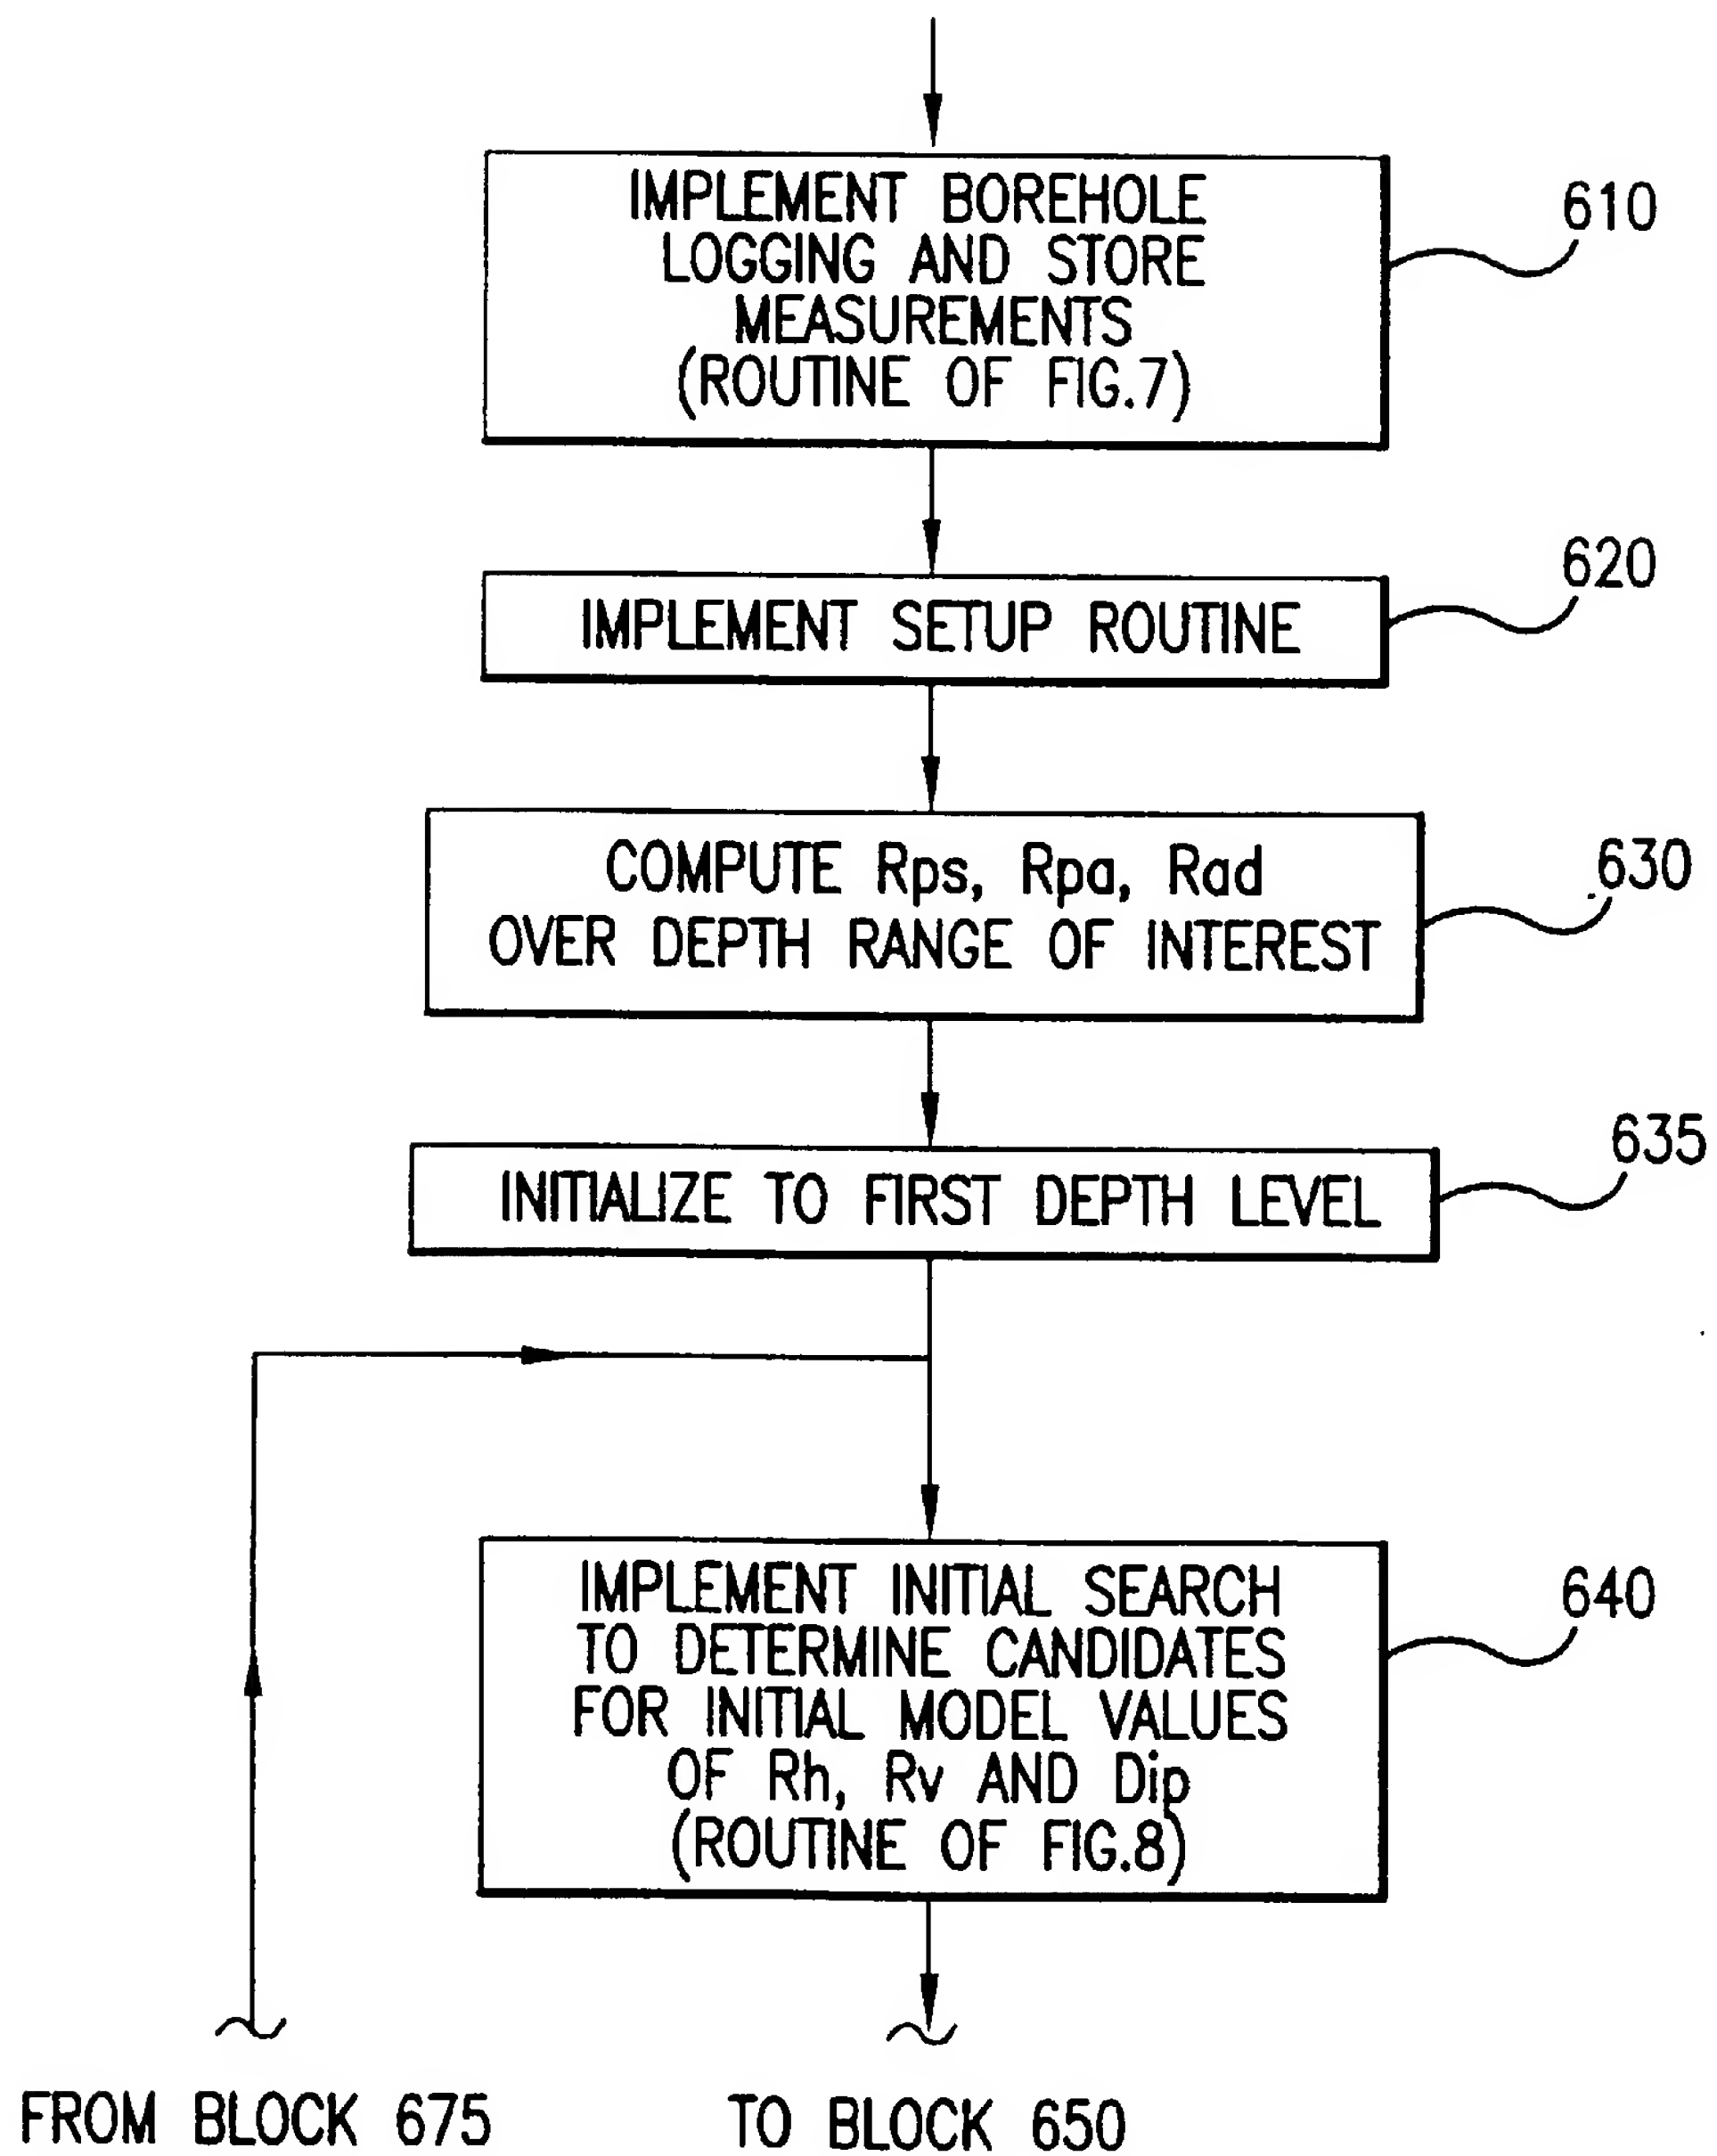 IMPLEMENT BOREHOLE
LOGGING AND STORE
MEASUREMENTS
(ROUTINE OF FIG.7)
610
IMPLEMENT SETUP ROUTINE
620
COMPUTE Rps, Rpa, Rad
OVER DEPTH RANGE OF INTEREST
630
INITIALIZE TO FIRST DEPTH LEVEL
635
IMPLEMENT INITIAL SEARCH
TO DETERMINE CANDIDATES
FOR INITIAL MODEL VALUES
OF Rh, Rv AND Dip
(ROUTINE OF FIG.8)
640
FROM BLOCK 675
TO BLOCK 650